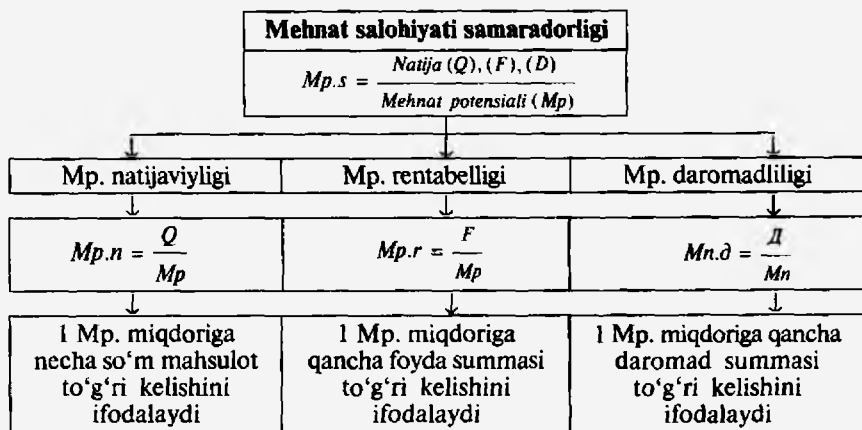 Mehnat salohiyati samaradorligi
Mp.s = Natija (Q), (F), (D) / Mehnat potensiali (Mp)
Mp. natijaviyligi
Mp. rentabelligi
Mp. daromadliligi
Mp.n = Q / Mp
Mp.r = F / Mp
Мп.д = Д / Мп
1 Mp. miqdoriga
necha so‘m mahsulot
to‘g‘ri kelishini
ifodalaydi
1 Mp. miqdoriga
qancha foyda summasi
to‘g‘ri kelishini
ifodalaydi
1 Mp. miqdoriga qancha
daromad summasi
to‘g‘ri kelishini
ifodalaydi